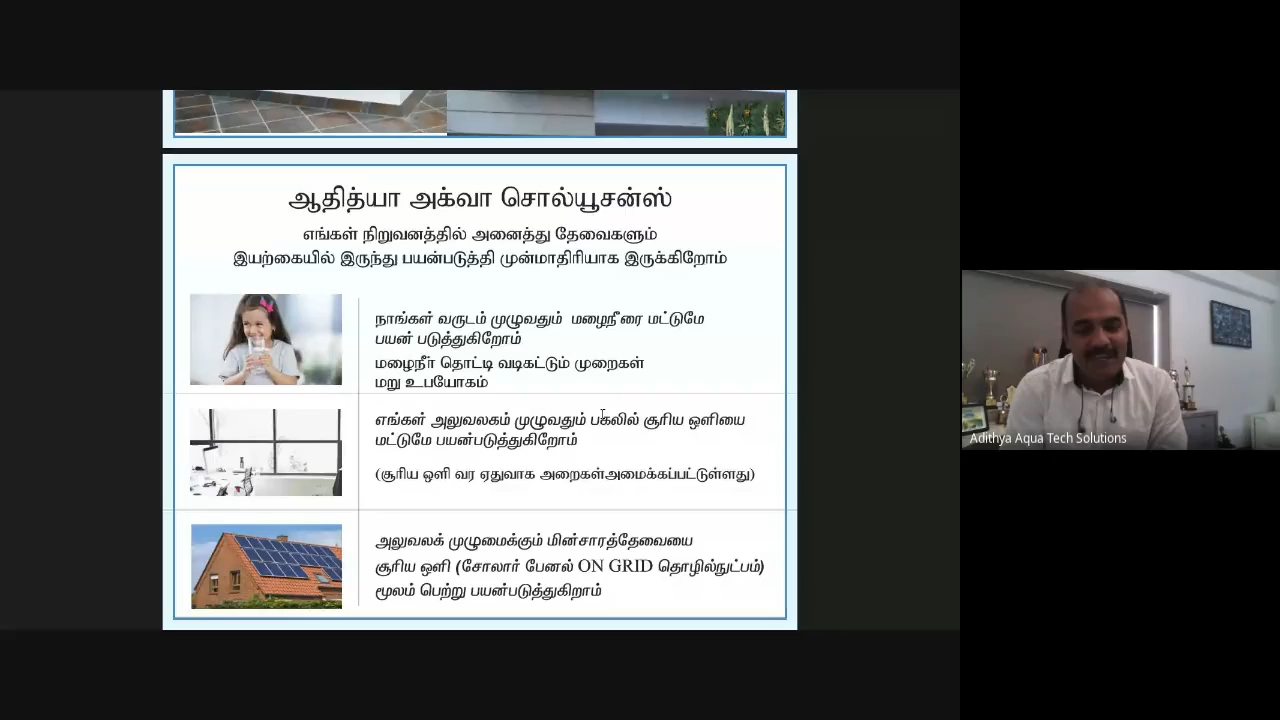 ஆதித்யா அக்வா சொல்யூசன்ஸ்
எங்கள் நிறுவனத்தில் அனைத்து தேவைகளும்
இயற்கையில் இருந்து பயன்படுத்தி முன்மாதிரியாக இருக்கிறோம்
நாங்கள் வருடம் முழுவதும் மழைநீரை மட்டுமே
பயன் படுத்துகிறோம்
மழைநீர் தொட்டி வடிகட்டும் முறைகள்
மறு உபயோகம்
எங்கள் அலுவலகம் முழுவதும் பகலில் சூரிய ஒளியை
மட்டுமே பயன்படுத்துகிறோம்
(சூரிய ஒளி வர ஏதுவாக அறைகள்அமைக்கப்பட்டுள்ளது)
அலுவலக் முழுமைக்கும் மின்சாரத்தேவையை
சூரிய ஒளி (சோலார் பேனல் ON GRID தொழில்நுட்பம்)
மூலம் பெற்று பயன்படுத்துகிறாம்
Adithya Aqua Tech Solutions